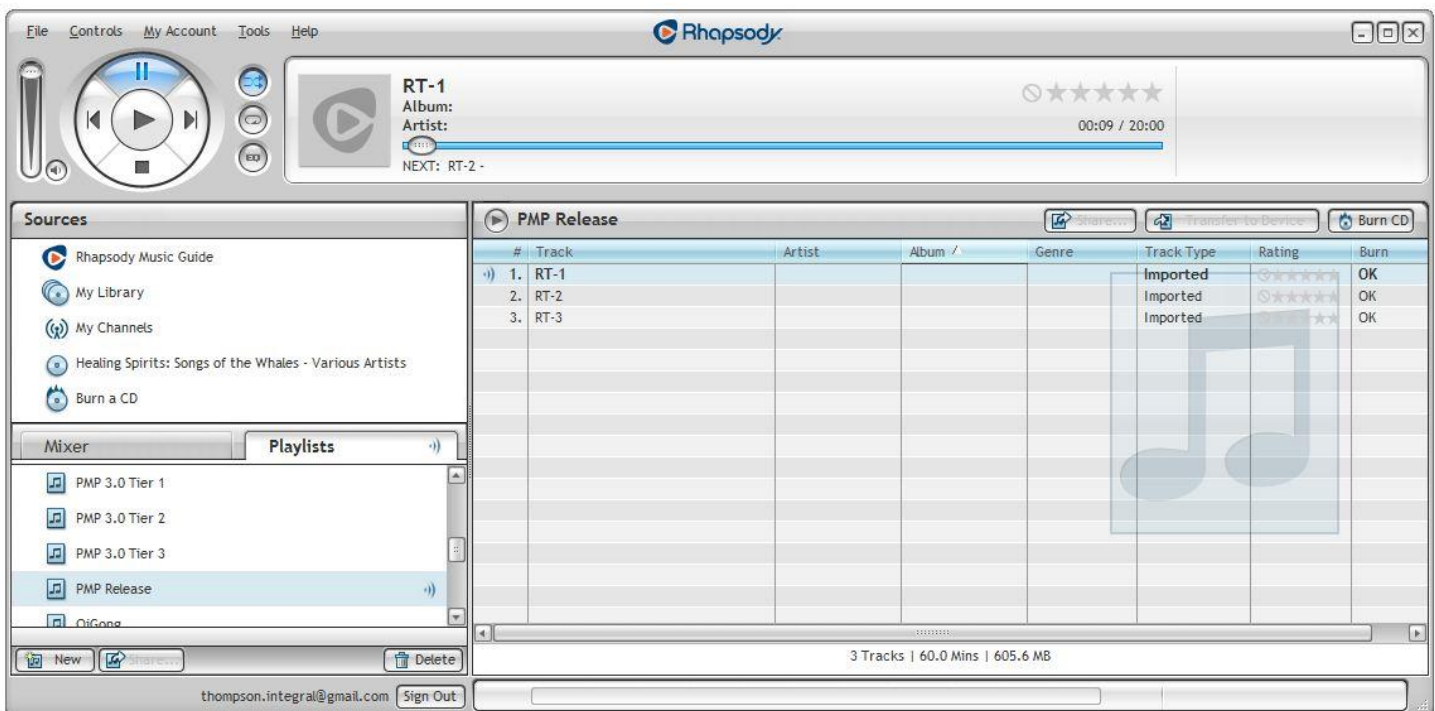 File Controls My Account Tools Help
Rhapsody
RT-1
Album:
Artist:
00:09 / 20:00
NEXT: RT-2 -
EQ
Sources
Rhapsody Music Guide
My Library
My Channels
Healing Spirits: Songs of the Whales - Various Artists
Burn a CD
Mixer Playlists
PMP 3.0 Tier 1
PMP 3.0 Tier 2
PMP 3.0 Tier 3
PMP Release
QiGong
New Share... Delete
thompson.integral@gmail.com Sign Out
PMP Release Share... Transfer to Device Burn CD
# Track Artist Album Genre Track Type Rating Burn
1. RT-1 Imported OK
2. RT-2 Imported OK
3. RT-3 Imported OK
3 Tracks | 60.0 Mins | 605.6 MB